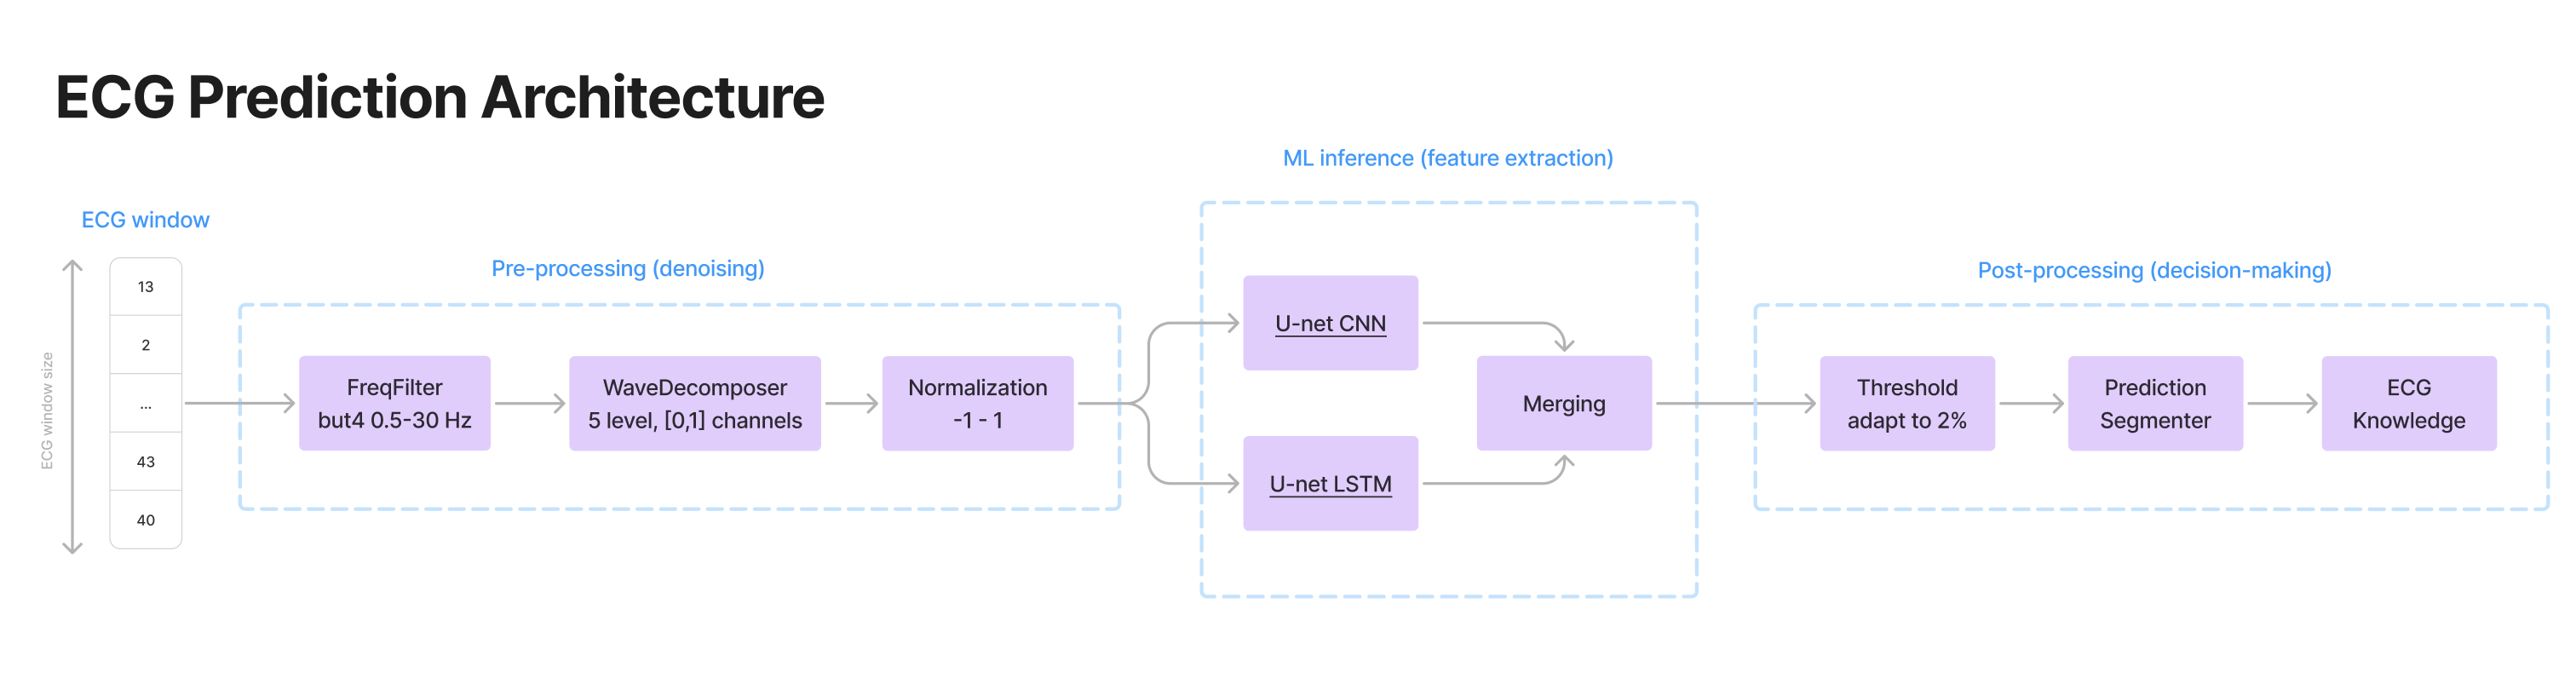 ECG Prediction Architecture
ECG window
ECG window size
13
2
...
43
40
Pre-processing (denoising)
FreqFilter
but4 0.5-30 Hz
WaveDecomposer
5 level, [0,1] channels
Normalization
-1 - 1
ML inference (feature extraction)
U-net CNN
U-net LSTM
Merging
Post-processing (decision-making)
Threshold
adapt to 2%
Prediction
Segmenter
ECG
Knowledge